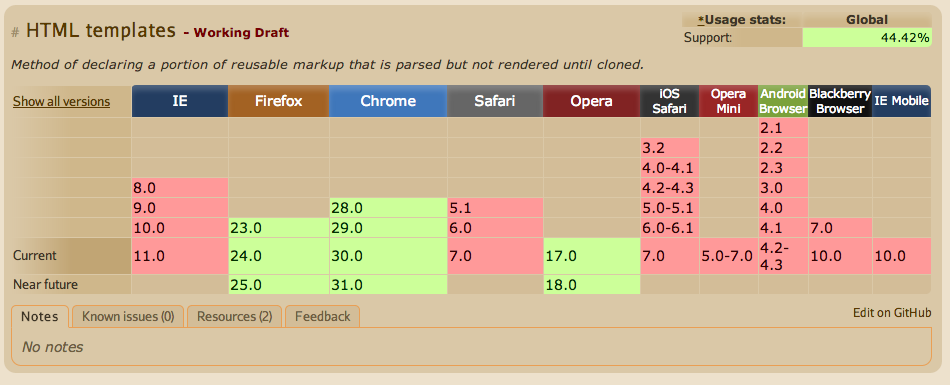 # HTML templates - Working Draft
*Usage stats: Global
Support: 44.42%
Method of declaring a portion of reusable markup that is parsed but not rendered until cloned.
Show all versions IE Firefox Chrome Safari Opera iOS Safari Opera Mini Android Browser Blackberry Browser IE Mobile
2.1
3.2 2.2
4.0-4.1 2.3
8.0 4.2-4.3 3.0
9.0 28.0 5.1 5.0-5.1 4.0
10.0 23.0 29.0 6.0 6.0-6.1 4.1 7.0
Current 11.0 24.0 30.0 7.0 17.0 7.0 5.0-7.0 4.2-4.3 10.0 10.0
Near future 25.0 31.0 18.0
Notes Known issues (0) Resources (2) Feedback Edit on GitHub
No notes